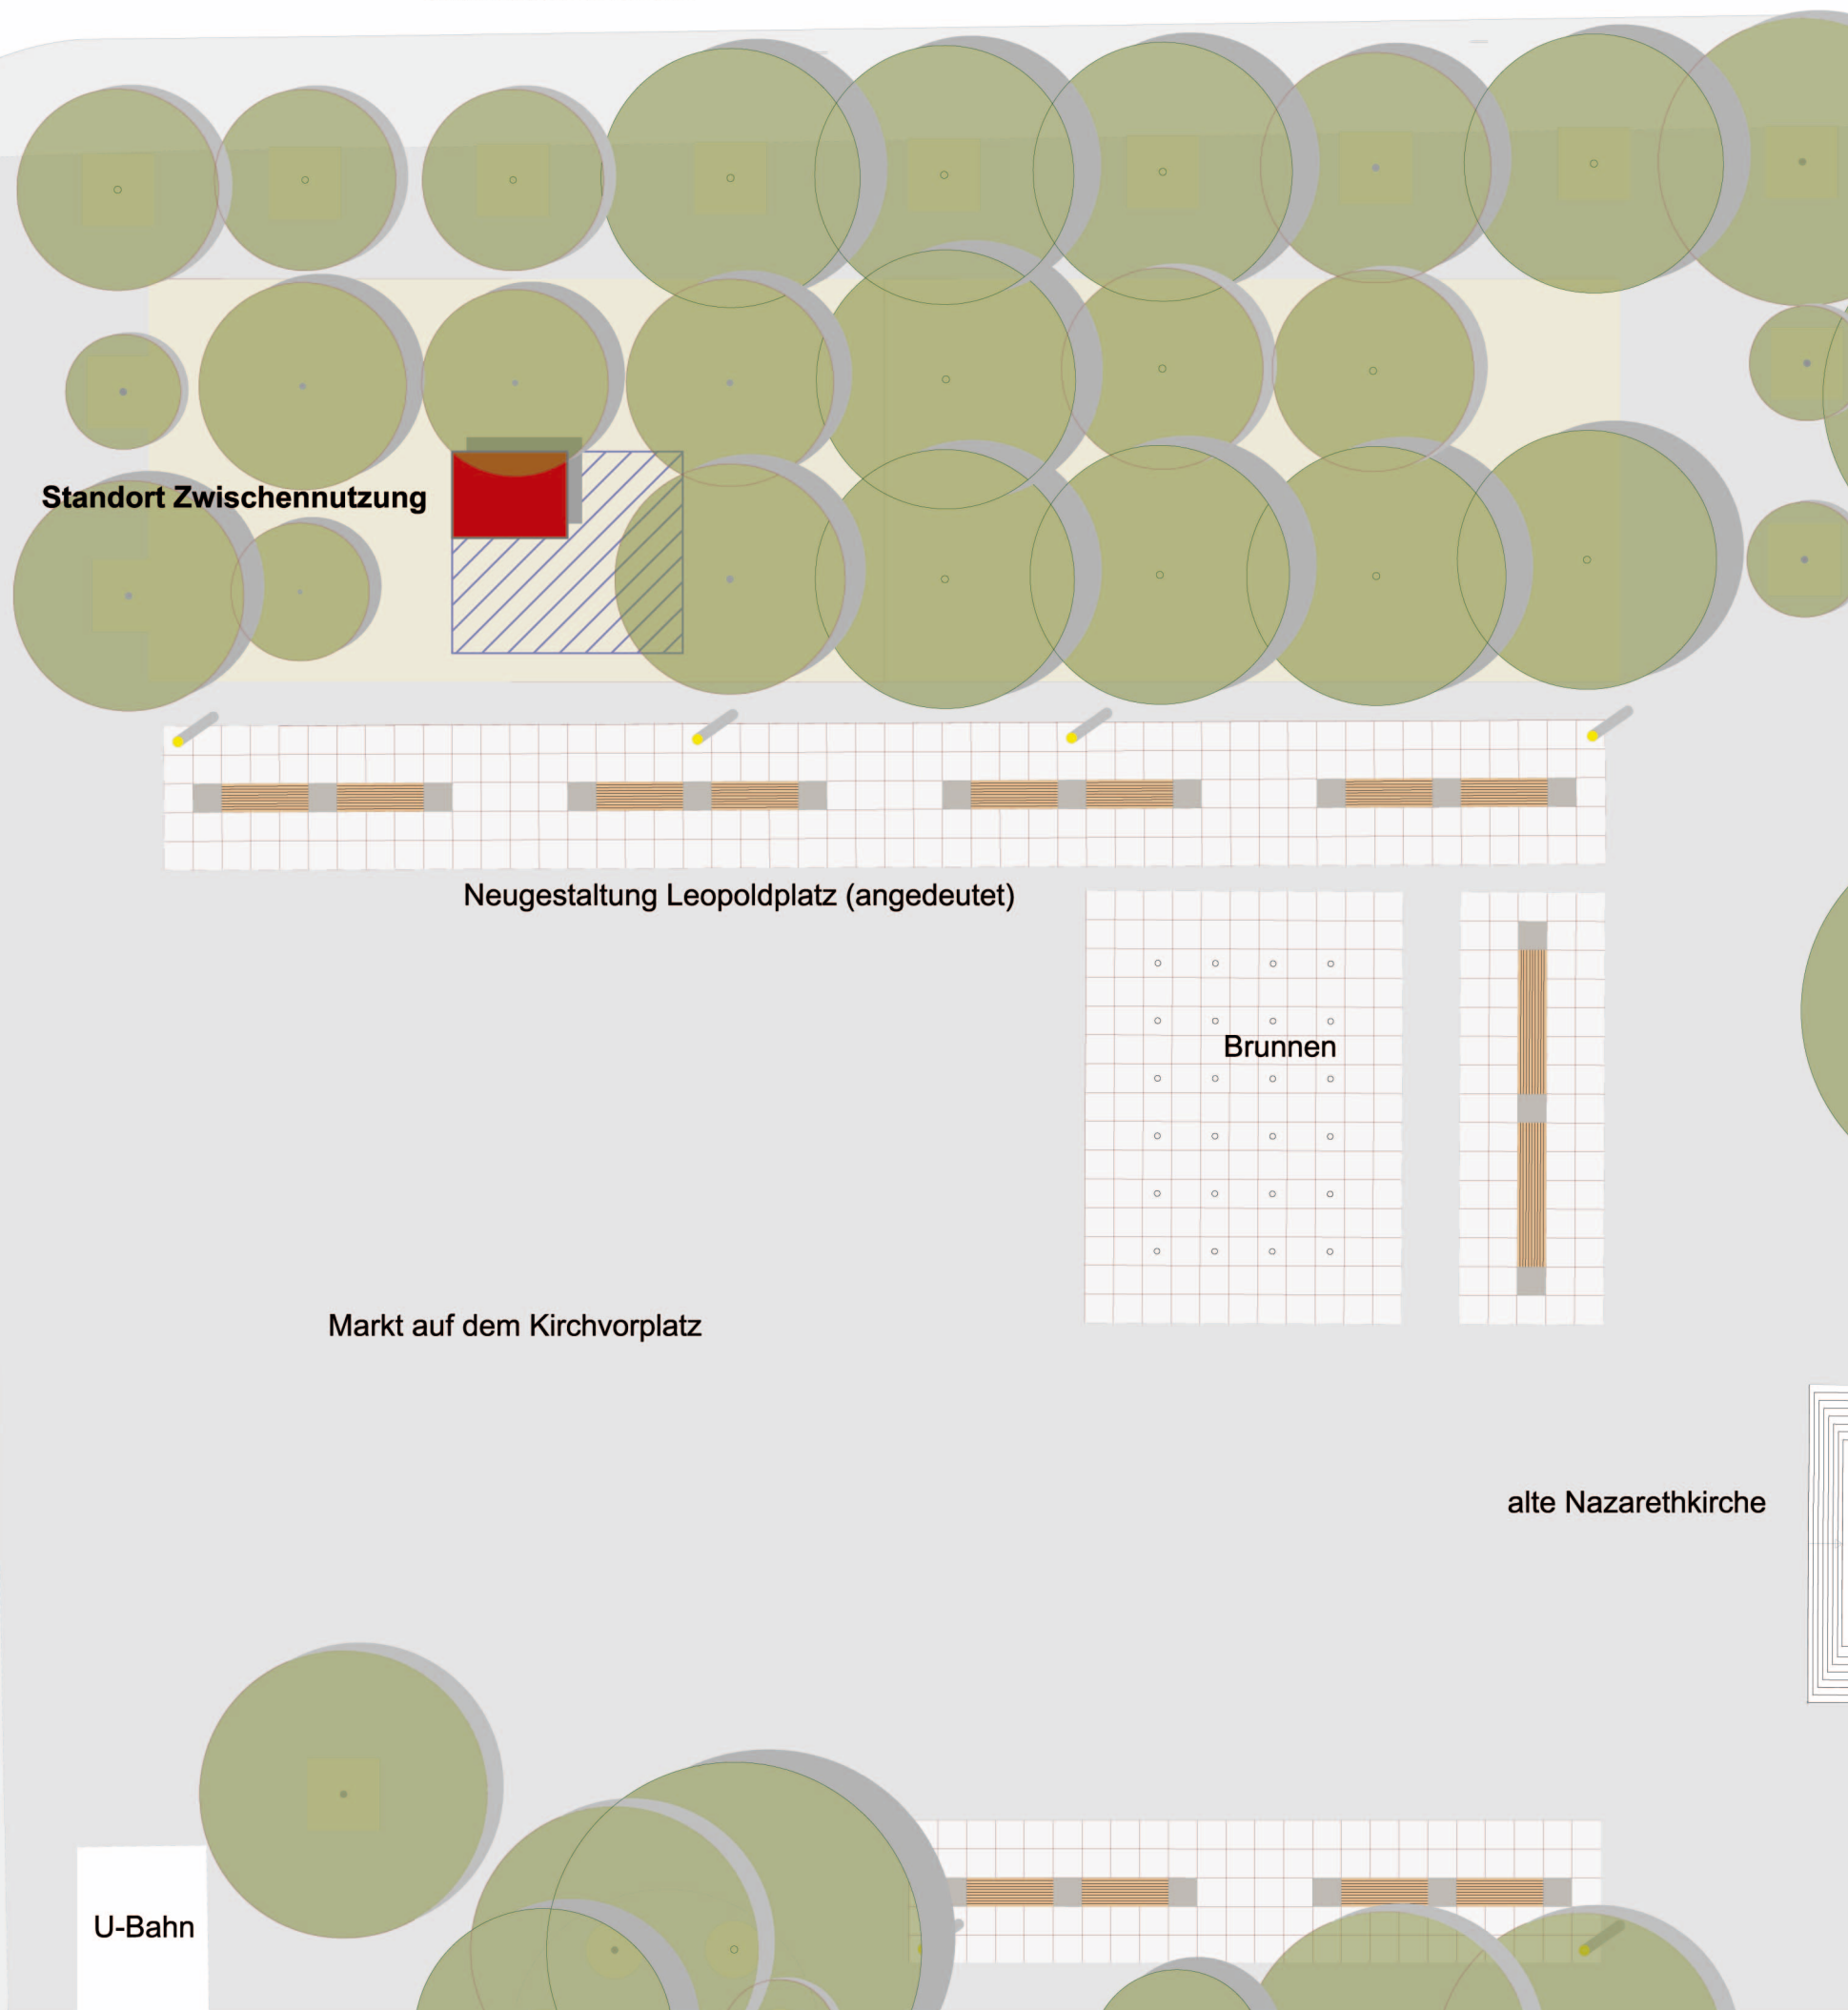 Standort Zwischennutzung
Neugestaltung Leopoldplatz (angedeutet)
Brunnen
Markt auf dem Kirchvorplatz
alte Nazarethkirche
U-Bahn